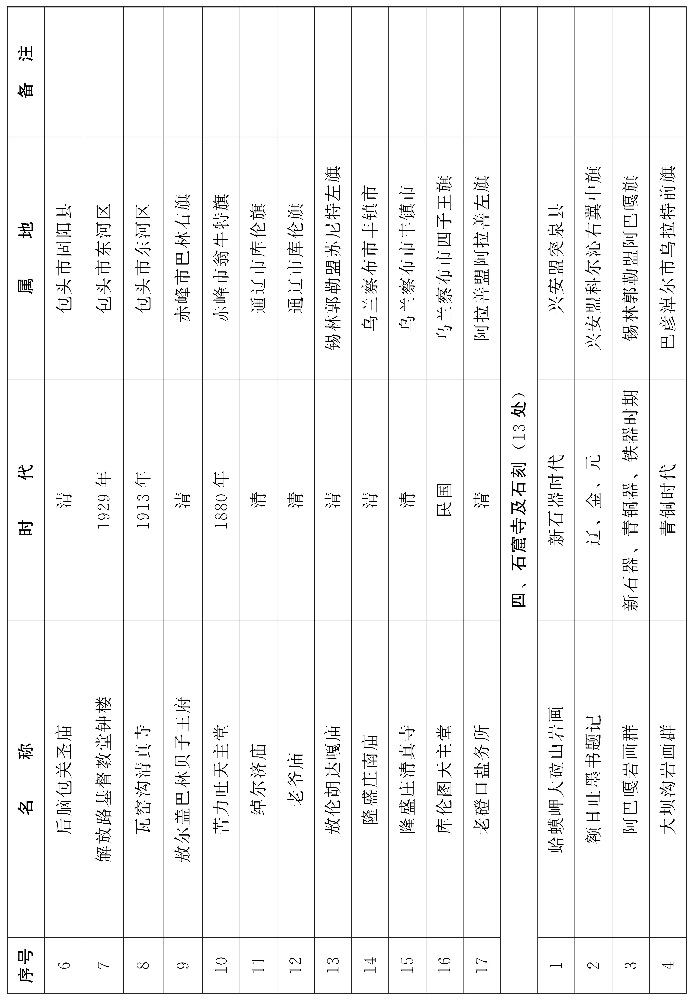 序号 名称 时代 属地 备注
6 后脑包关圣庙 清 包头市固阳县
7 解放路基督教堂钟楼 1929 年 包头市东河区
8 瓦窑沟清真寺 1913 年 包头市东河区
9 敖尔盖巴林贝子王府 清 赤峰市巴林右旗
10 苦力吐天主堂 1880 年 赤峰市翁牛特旗
11 绰尔济庙 清 通辽市库伦旗
12 老爷庙 清 通辽市库伦旗
13 敖伦胡达嘎庙 清 锡林郭勒盟苏尼特左旗
14 隆盛庄南庙 清 乌兰察布市丰镇市
15 隆盛庄清真寺 清 乌兰察布市丰镇市
16 库伦图天主堂 民国 乌兰察布市四子王旗
17 老磴口盐务所 清 阿拉善盟阿拉善左旗
四、石窟寺及石刻（13 处）
1 蛤蟆岬大砬山岩画 新石器时代 兴安盟突泉县
2 额日吐墨书题记 辽、金、元 兴安盟科尔沁右翼中旗
3 阿巴嘎岩画群 新石器、青铜器、铁器时期 锡林郭勒盟阿巴嘎旗
4 大坝沟岩画群 青铜时代 巴彦淖尔市乌拉特前旗